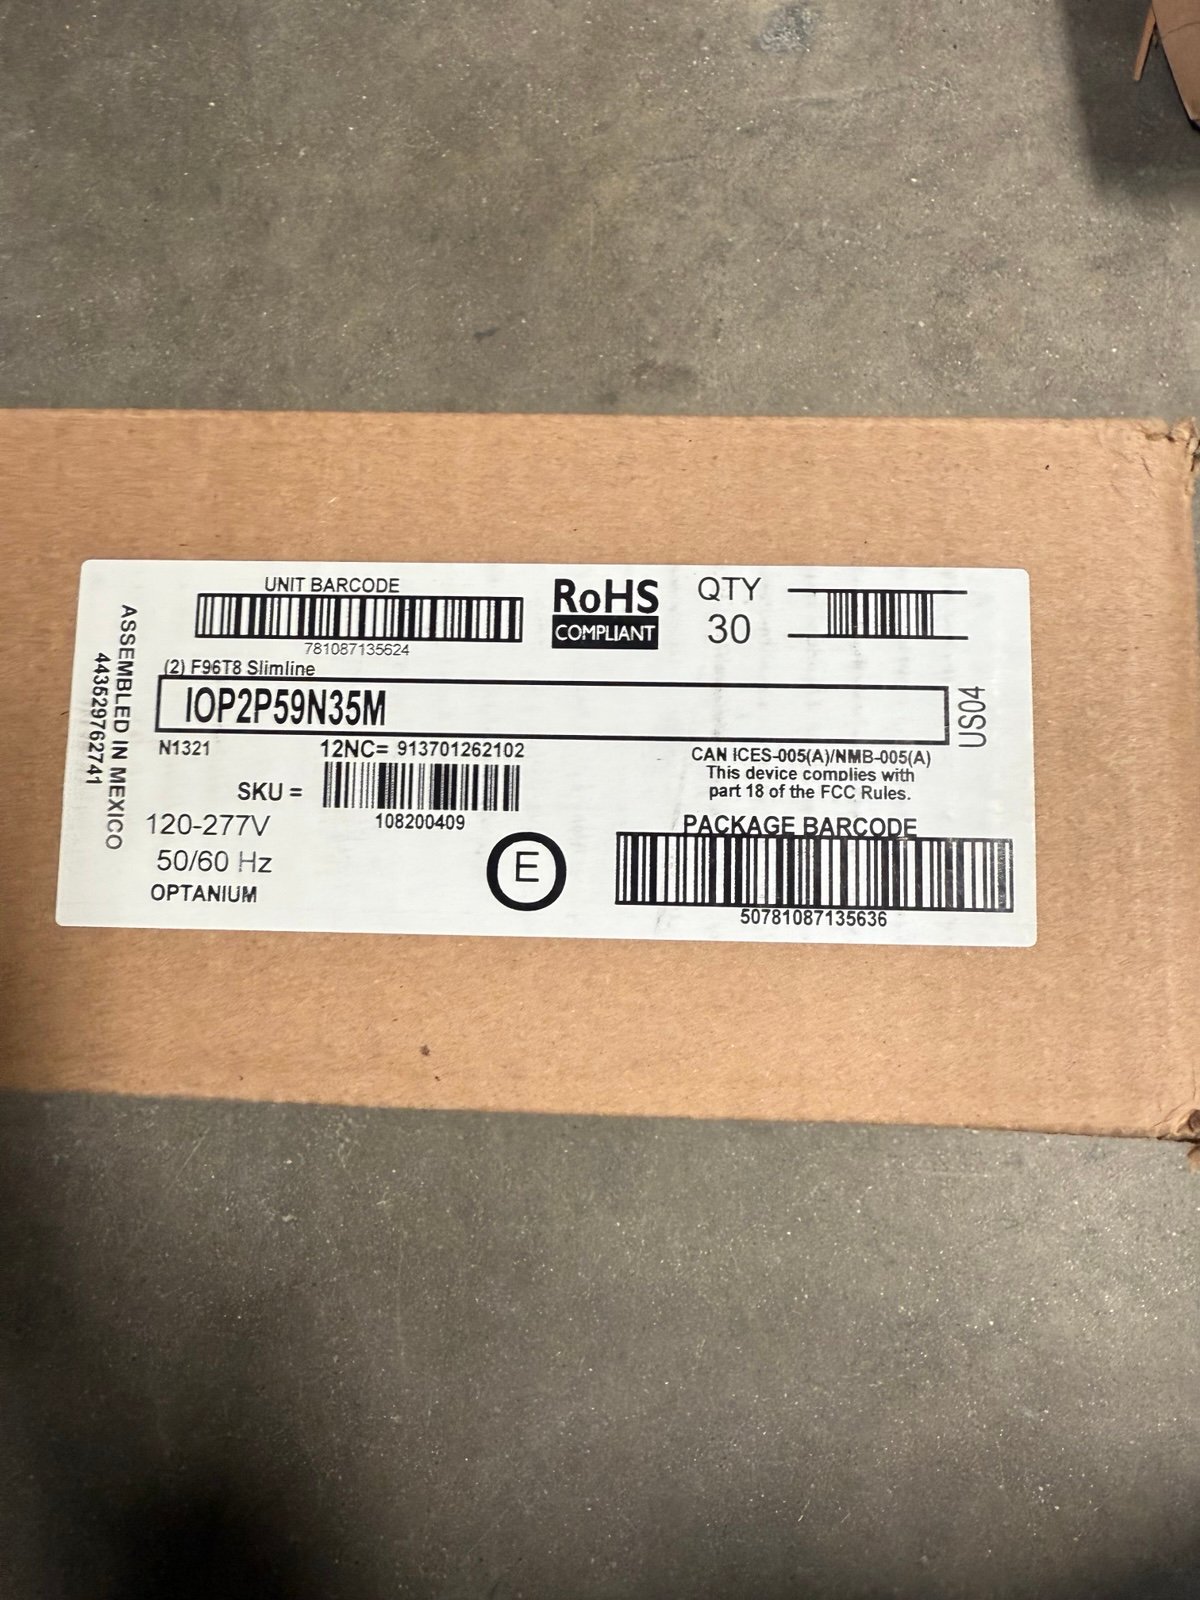 UNIT BARCODE
781087135624
RoHS
COMPLIANT
QTY
30
(2) F96T8 Slimline
IOP2P59N35M
US04
N1321
12NC= 913701262102
SKU =
108200409
CAN ICES-005(A)/NMB-005(A)
This device complies with
part 18 of the FCC Rules.
120-277V
50/60 Hz
OPTANIUM
E
PACKAGE BARCODE
50781087135636
ASSEMBLED IN MEXICO
443529762741